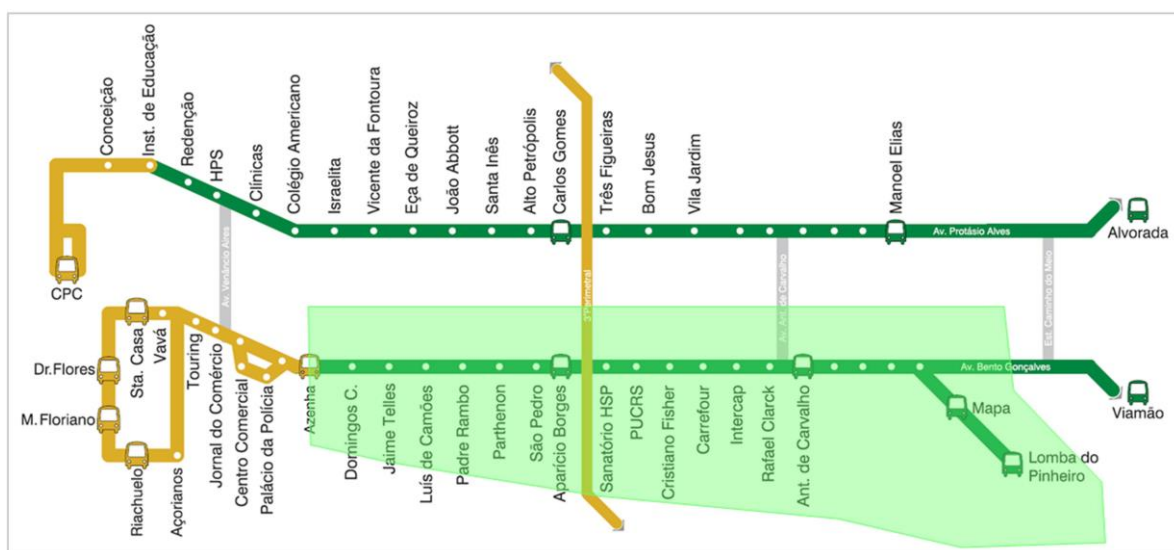 Conceição
Inst. de Educação
Redenção
HPS
Clínicas
Colégio Americano
Israelita
Vicente da Fontoura
Eça de Queiroz
João Abbott
Santa Inês
Alto Petrópolis
Carlos Gomes
Três Figueiras
Bom Jesus
Vila Jardim
Manoel Elias
Av. Protásio Alves
Alvorada
CPC
Av. Venâncio Aires
3ª Perimetral
Av. Ant. de Carvalho
Est. Caminho do Meio
Dr.Flores
M.Floriano
Sta. Casa
Vavá
Riachuelo
Açorianos
Touring
Jornal do Comércio
Centro Comercial
Palácio da Polícia
Azenha
Domingos C.
Jaime Telles
Luís de Camões
Padre Rambo
Parthenon
São Pedro
Aparício Borges
Sanatório HSP
PUCRS
Cristiano Fisher
Carrefour
Intercap
Rafael Clarck
Ant. de Carvalho
Av. Bento Gonçalves
Viamão
Mapa
Lomba do
Pinheiro